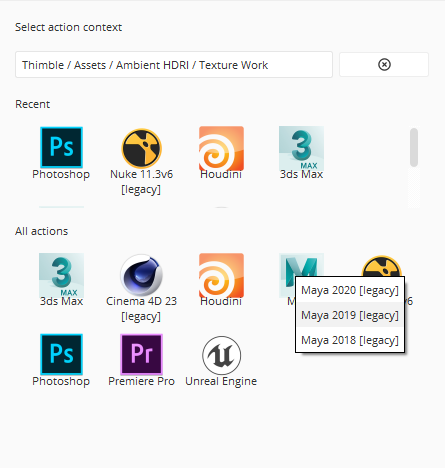 Select action context
Thimble / Assets / Ambient HDRI / Texture Work
Recent
Ps
3
MAX
Photoshop
Nuke 11.3v6
[legacy]
Houdini
3ds Max
All actions
3
MAX
M
3ds Max
Cinema 4D 23
[legacy]
Houdini
Maya 2020 [legacy]
Maya 2019 [legacy]
Maya 2018 [legacy]
Ps
Pr
Photoshop
Premiere Pro
Unreal Engine